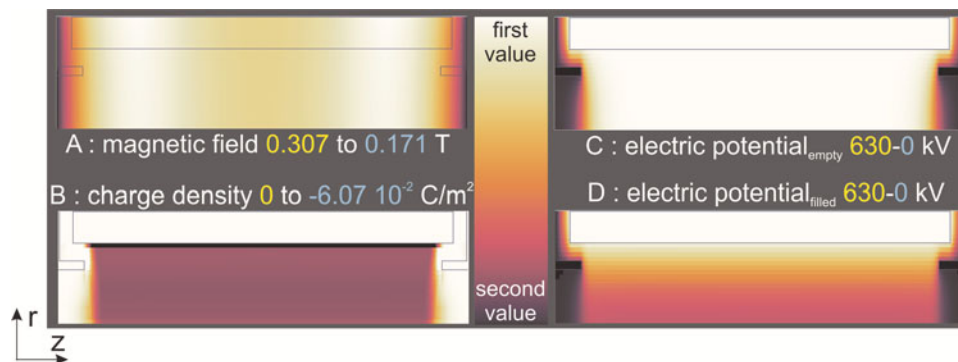 first
value
A : magnetic field 0.307 to 0.171 T
C : electric potential_empty 630-0 kV
B : charge density 0 to -6.07 10⁻² C/m²
D : electric potential_filled 630-0 kV
second
value
r
z